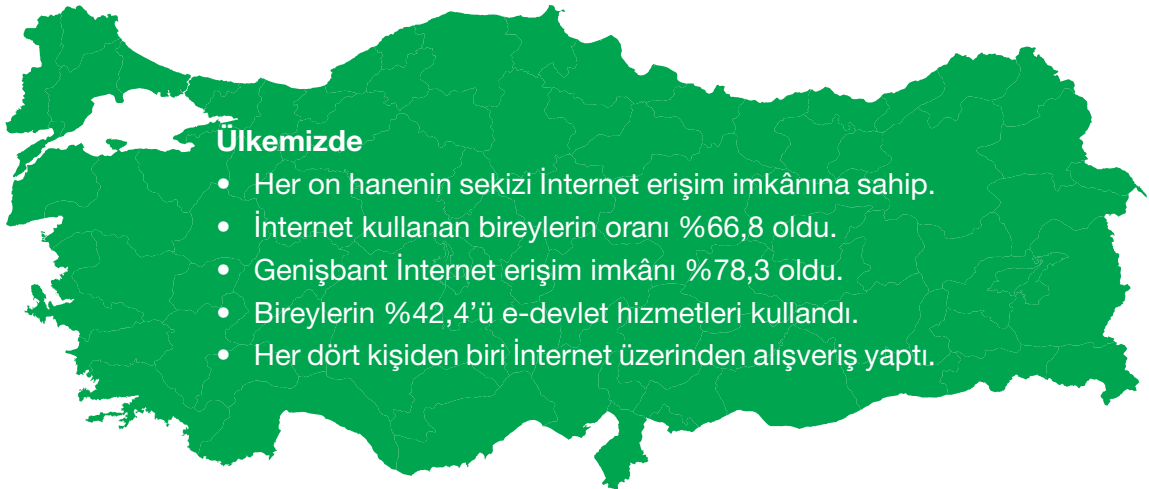 Ülkemizde
• Her on hanenin sekizi İnternet erişim imkânına sahip.
• İnternet kullanan bireylerin oranı %66,8 oldu.
• Genişbant İnternet erişim imkânı %78,3 oldu.
• Bireylerin %42,4’ü e-devlet hizmetleri kullandı.
• Her dört kişiden biri İnternet üzerinden alışveriş yaptı.